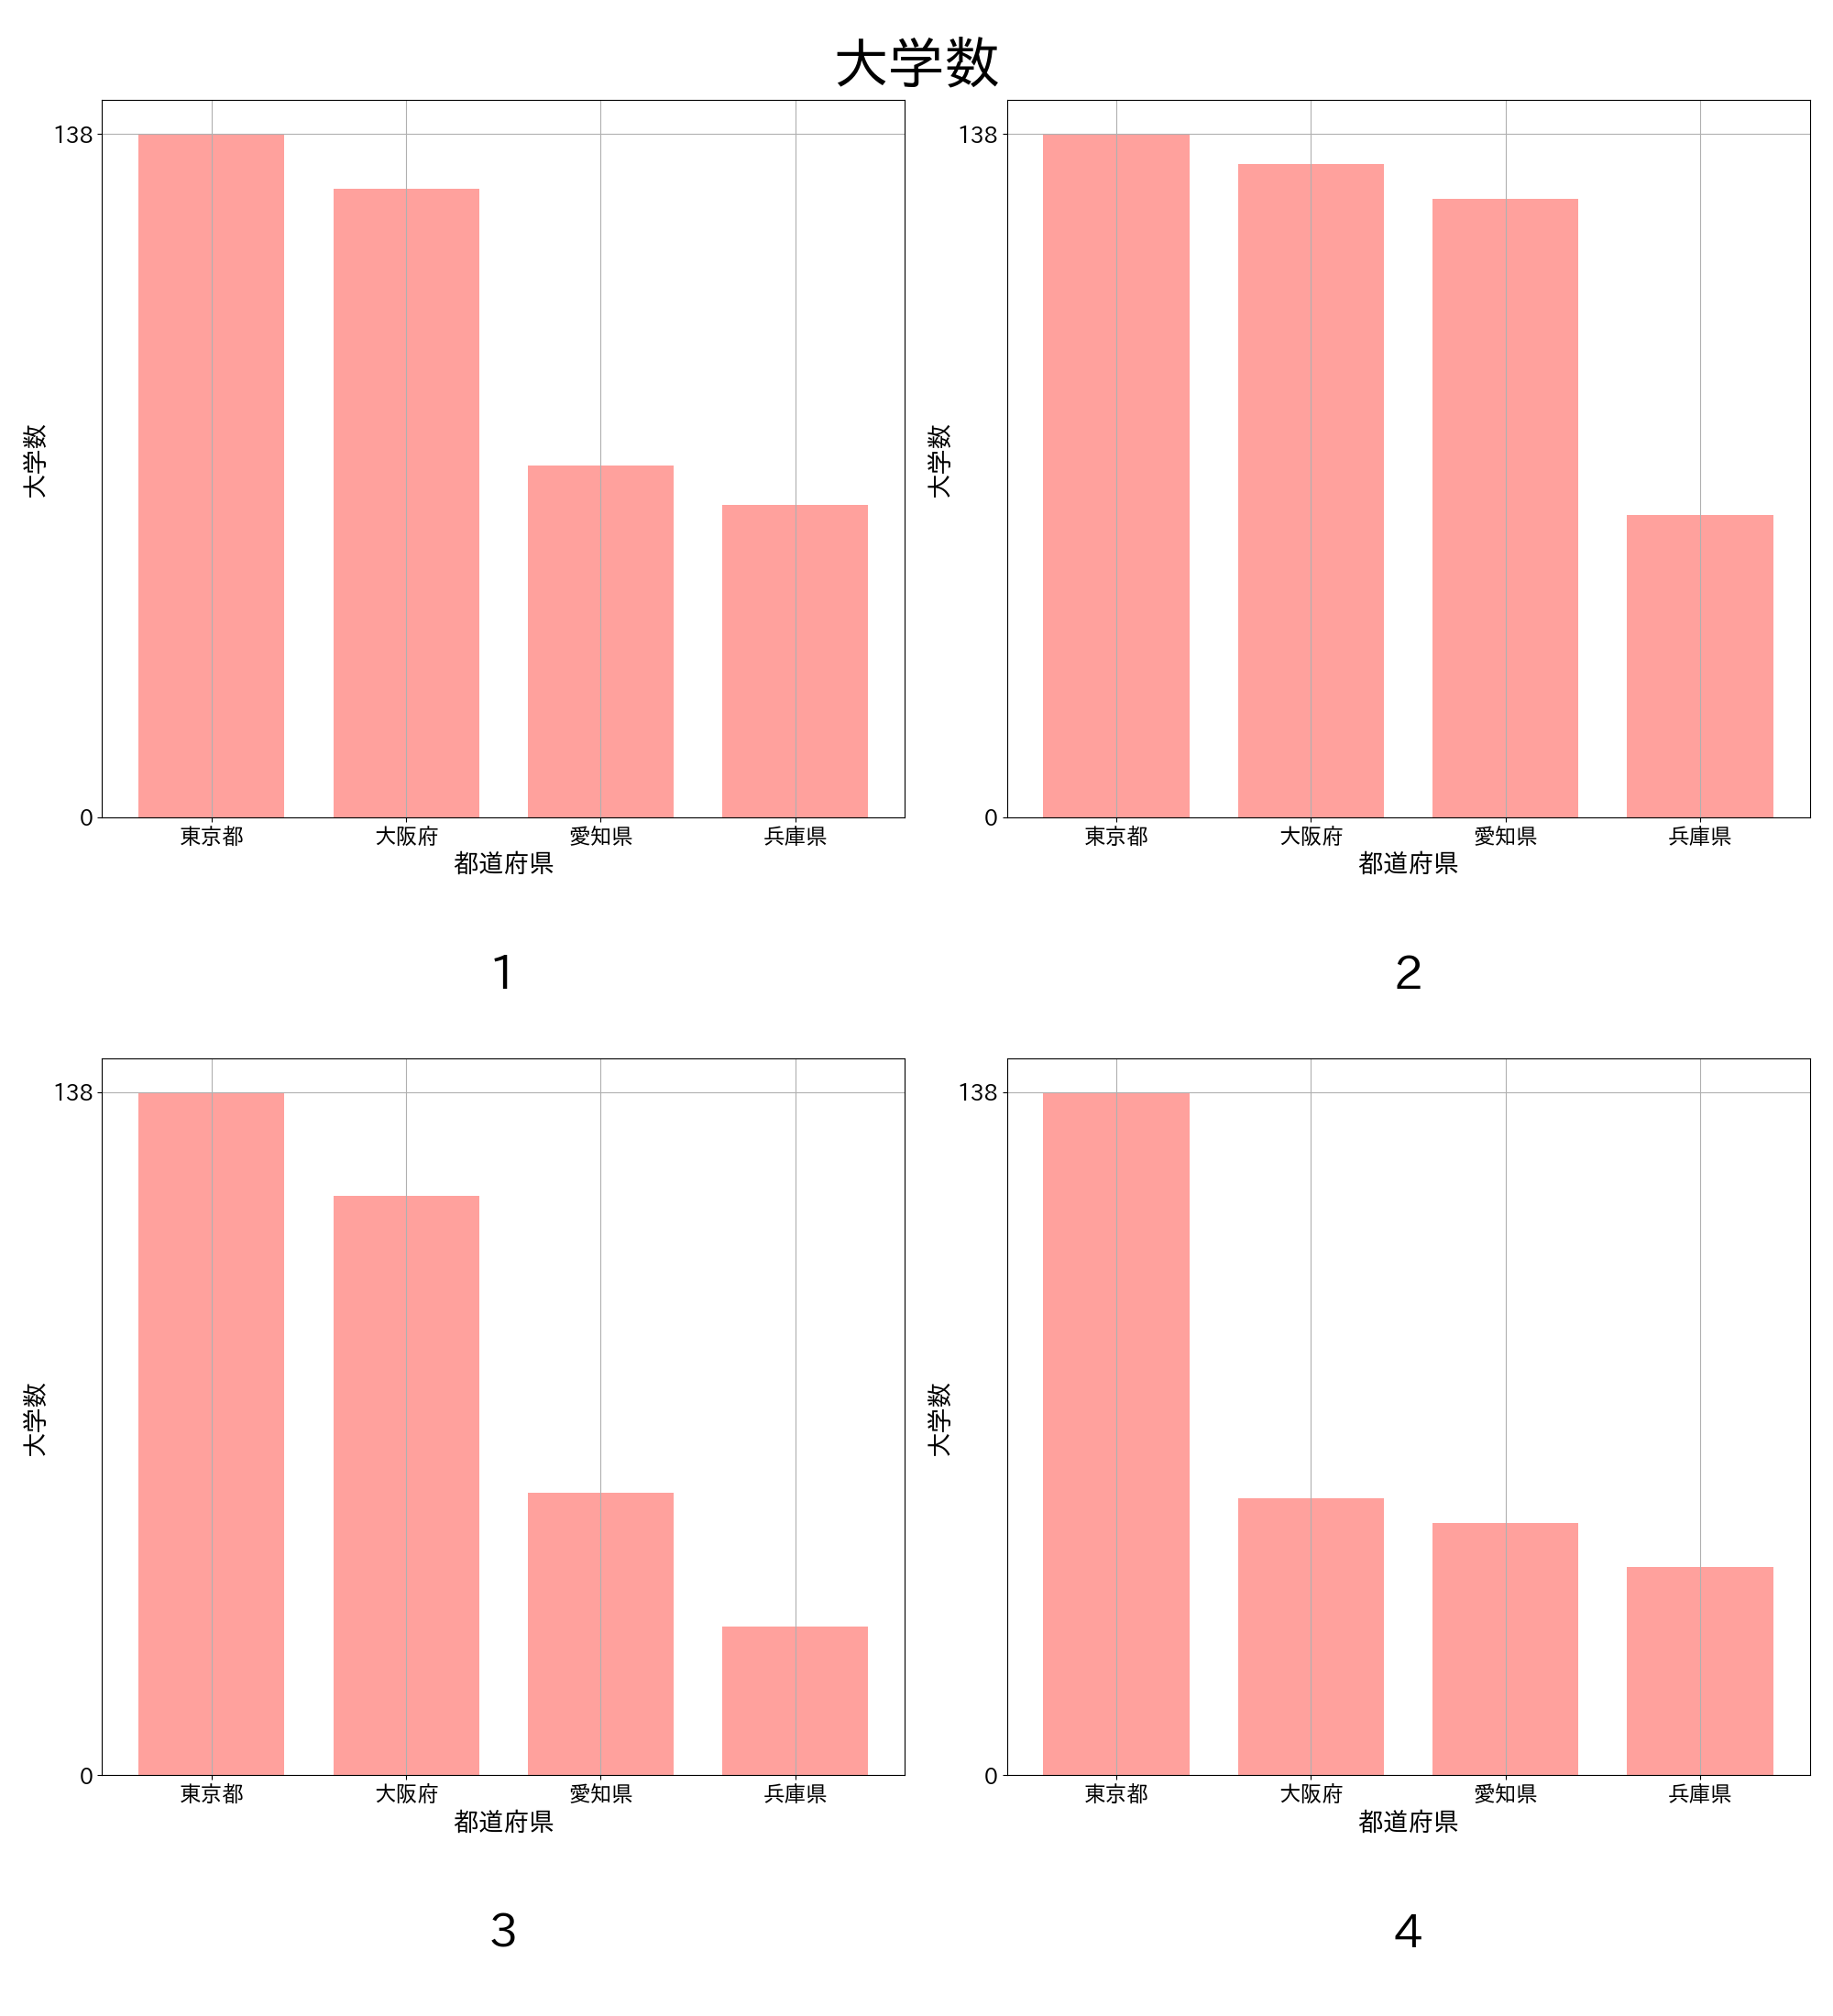 大学数
138
0
大学数
東京都 大阪府 愛知県 兵庫県
都道府県
1
138
0
大学数
東京都 大阪府 愛知県 兵庫県
都道府県
2
138
0
大学数
東京都 大阪府 愛知県 兵庫県
都道府県
3
138
0
大学数
東京都 大阪府 愛知県 兵庫県
都道府県
4